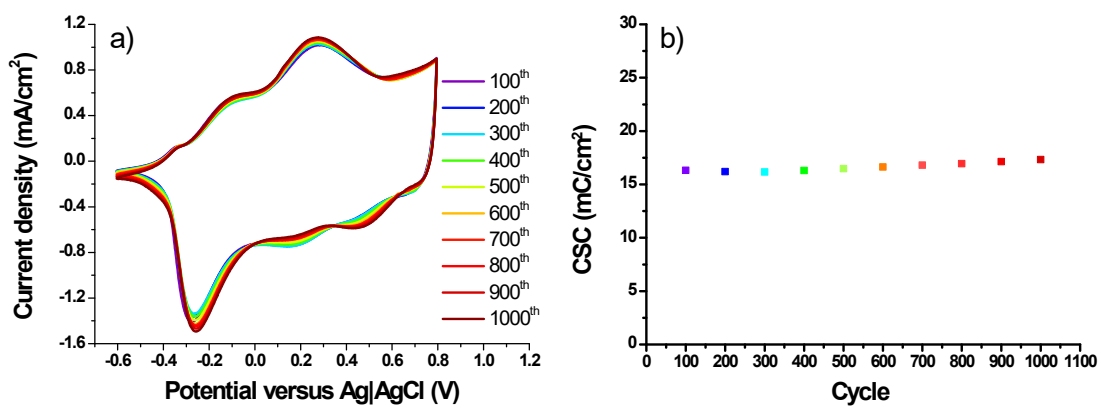 a)
Current density (mA/cm²)
1.2
0.8
0.4
0.0
-0.4
-0.8
-1.2
-1.6
-0.6 -0.4 -0.2 0.0 0.2 0.4 0.6 0.8 1.0 1.2
Potential versus Ag|AgCl (V)
100th
200th
300th
400th
500th
600th
700th
800th
900th
1000th
b)
CSC (mC/cm²)
30
25
20
15
10
5
0
0 100 200 300 400 500 600 700 800 900 1000 1100
Cycle